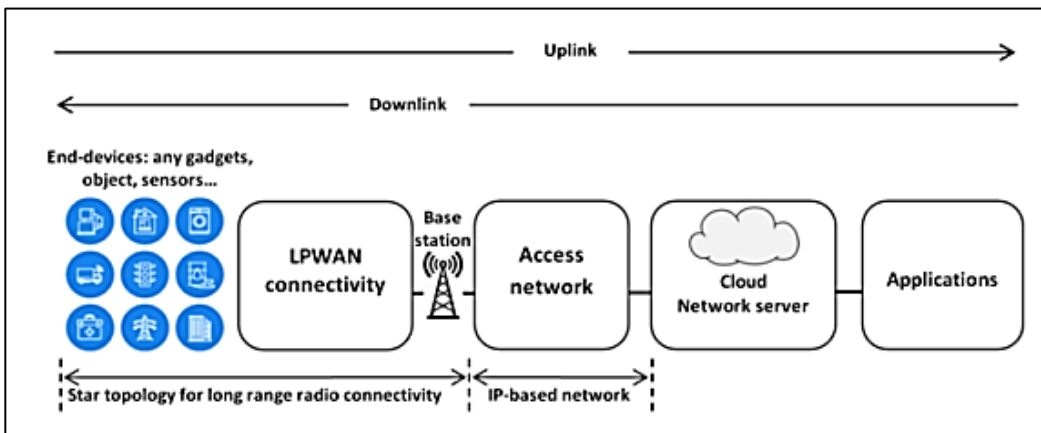 Uplink
Downlink
End-devices: any gadgets,
object, sensors...
LPWAN
connectivity
Base
station
Access
network
Cloud
Network server
Applications
Star topology for long range radio connectivity
IP-based network